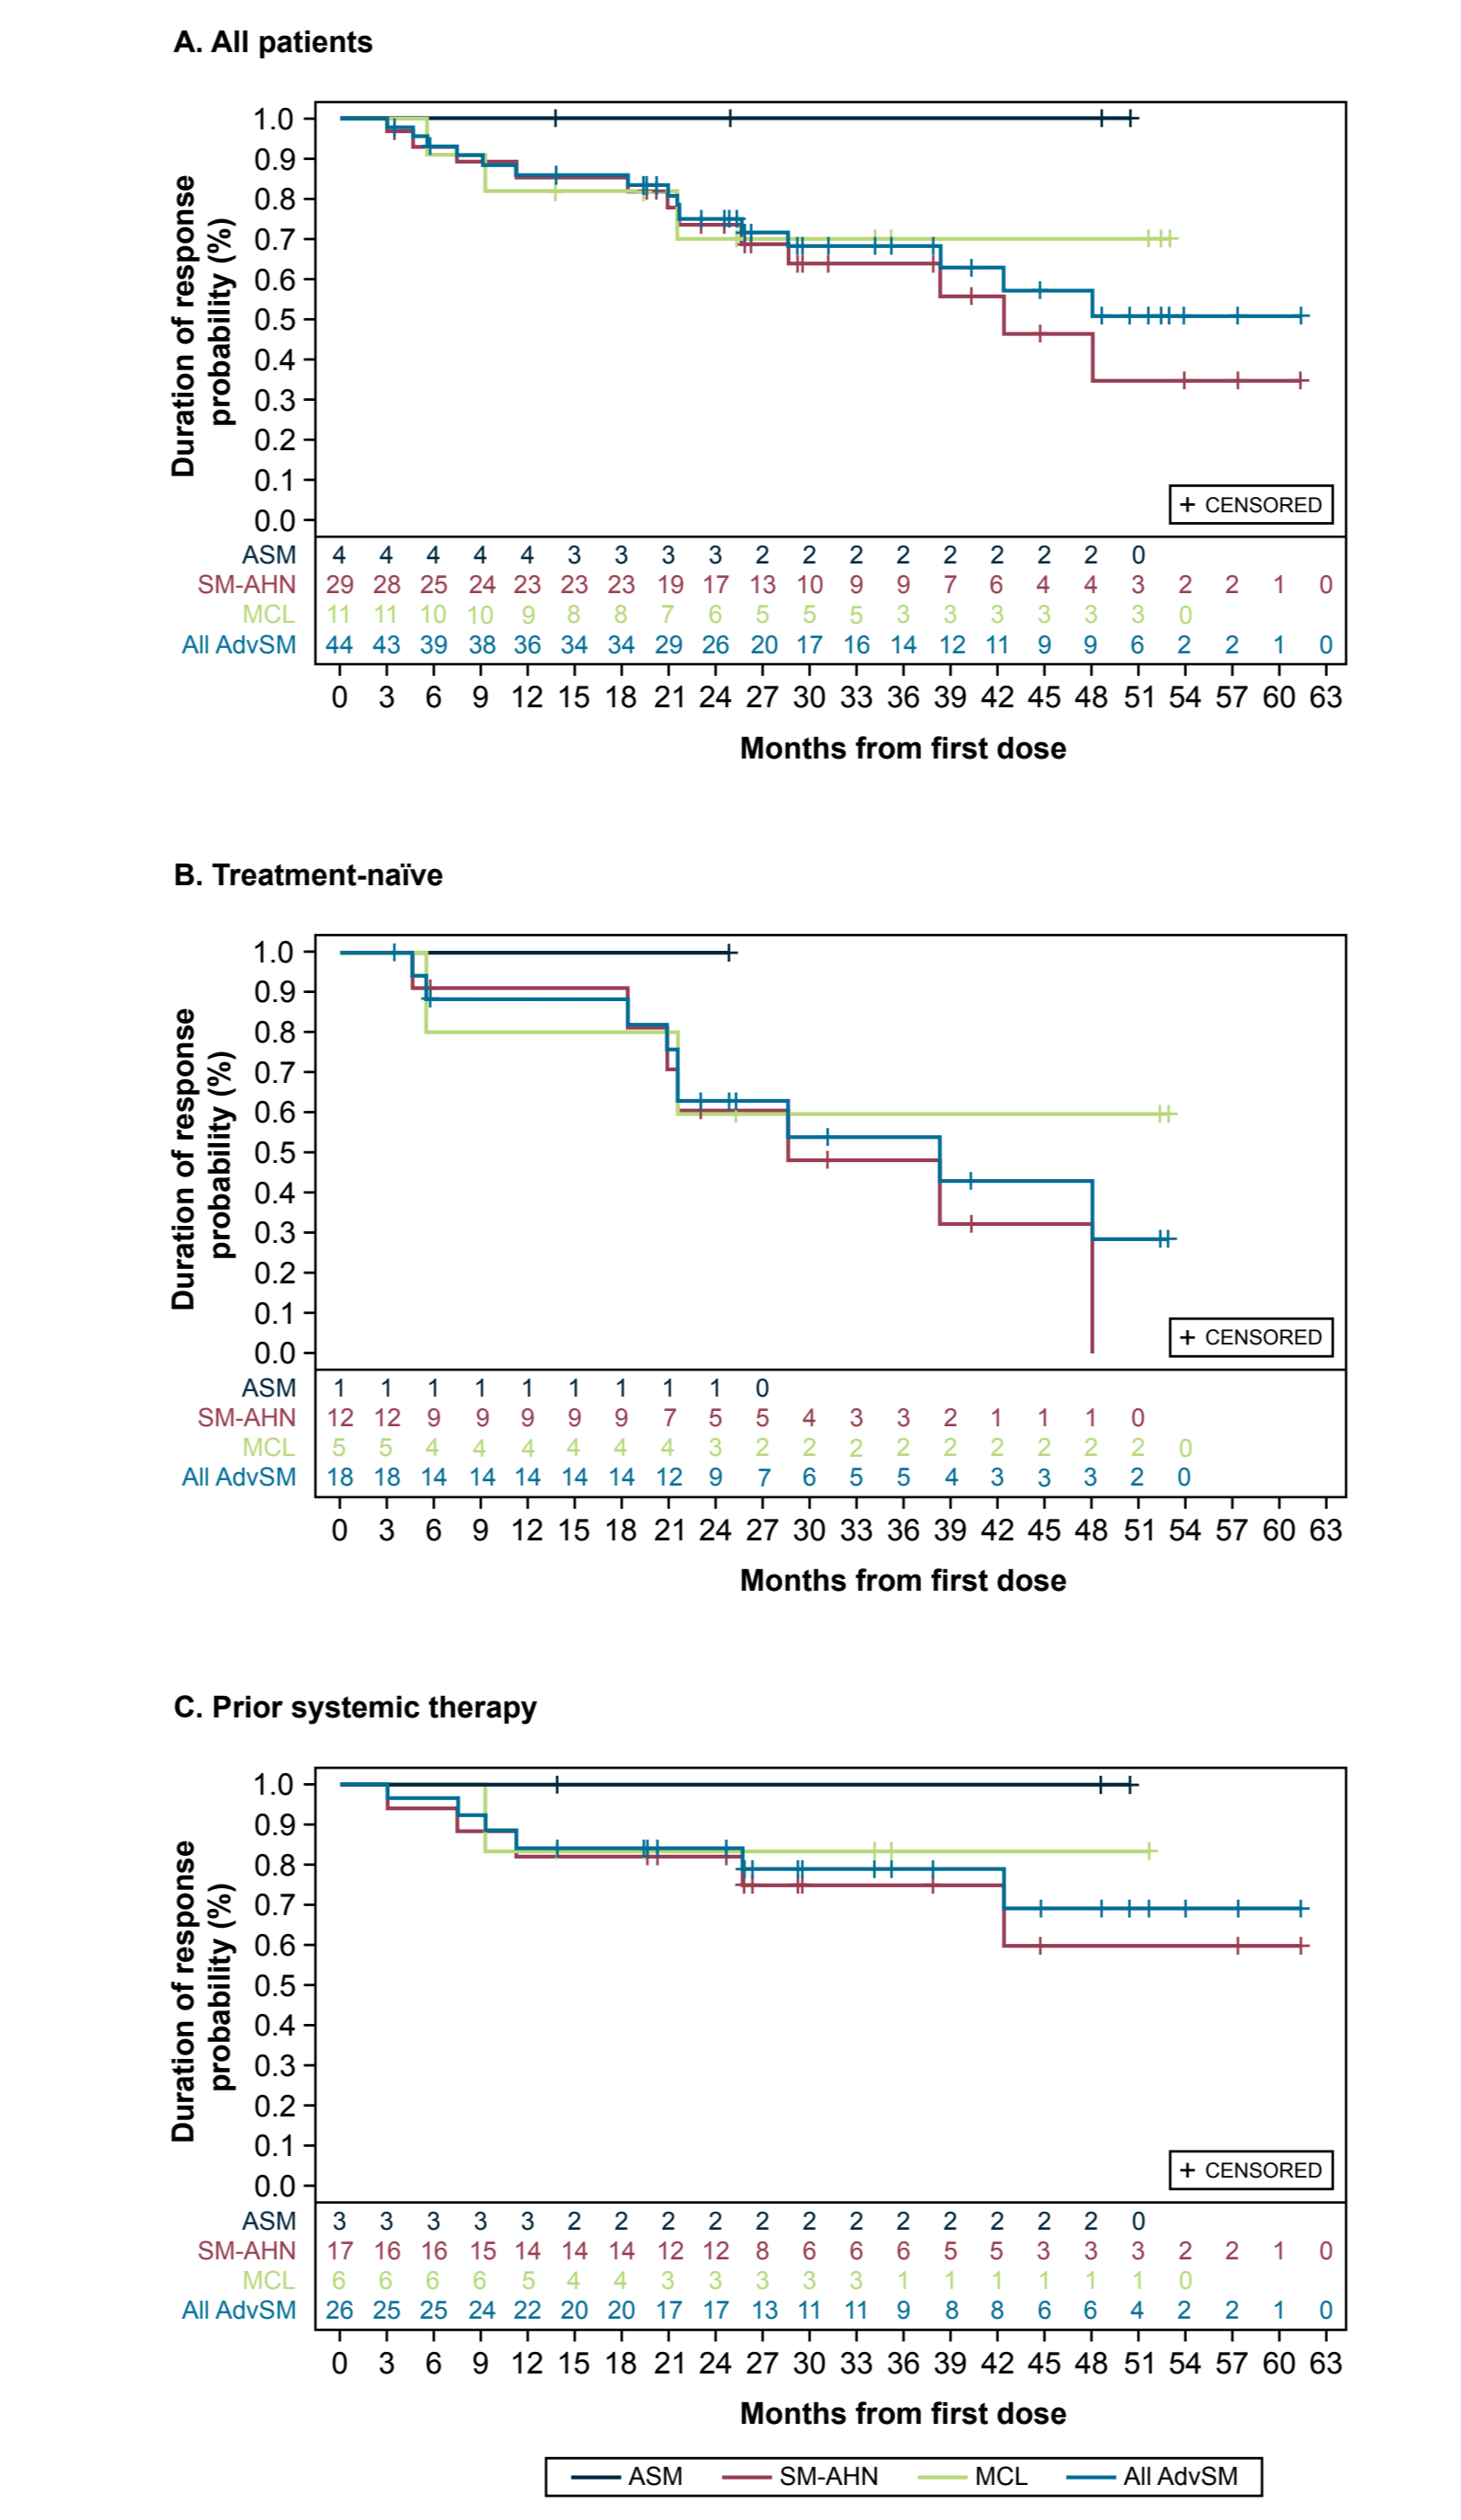 A. All patients
Duration of response
probability (%)
1.0
0.9
0.8
0.7
0.6
0.5
0.4
0.3
0.2
0.1
0.0
+ CENSORED
ASM 4 4 4 4 4 3 3 3 3 2 2 2 2 2 2 2 2 0
SM-AHN 29 28 25 24 23 23 23 19 17 13 10 9 9 7 6 4 4 3 2 2 1 0
MCL 11 11 10 10 9 8 8 7 6 5 5 5 3 3 3 3 3 3 0
All AdvSM 44 43 39 38 36 34 34 29 26 20 17 16 14 12 11 9 9 6 2 2 1 0
0 3 6 9 12 15 18 21 24 27 30 33 36 39 42 45 48 51 54 57 60 63
Months from first dose
B. Treatment-naïve
Duration of response
probability (%)
1.0
0.9
0.8
0.7
0.6
0.5
0.4
0.3
0.2
0.1
0.0
+ CENSORED
ASM 1 1 1 1 1 1 1 1 1 0
SM-AHN 12 12 9 9 9 9 9 7 5 5 4 3 3 2 1 1 1 0
MCL 5 5 4 4 4 4 4 4 3 2 2 2 2 2 2 2 2 2 0
All AdvSM 18 18 14 14 14 14 14 12 9 7 6 5 5 4 3 3 3 2 0
0 3 6 9 12 15 18 21 24 27 30 33 36 39 42 45 48 51 54 57 60 63
Months from first dose
C. Prior systemic therapy
Duration of response
probability (%)
1.0
0.9
0.8
0.7
0.6
0.5
0.4
0.3
0.2
0.1
0.0
+ CENSORED
ASM 3 3 3 3 3 2 2 2 2 2 2 2 2 2 2 2 2 0
SM-AHN 17 16 16 15 14 14 14 12 12 8 6 6 6 5 5 3 3 3 2 2 1 0
MCL 6 6 6 6 5 4 4 3 3 3 3 3 1 1 1 1 1 1 0
All AdvSM 26 25 25 24 22 20 20 17 17 13 11 11 9 8 8 6 6 4 2 2 1 0
0 3 6 9 12 15 18 21 24 27 30 33 36 39 42 45 48 51 54 57 60 63
Months from first dose
ASM SM-AHN MCL All AdvSM